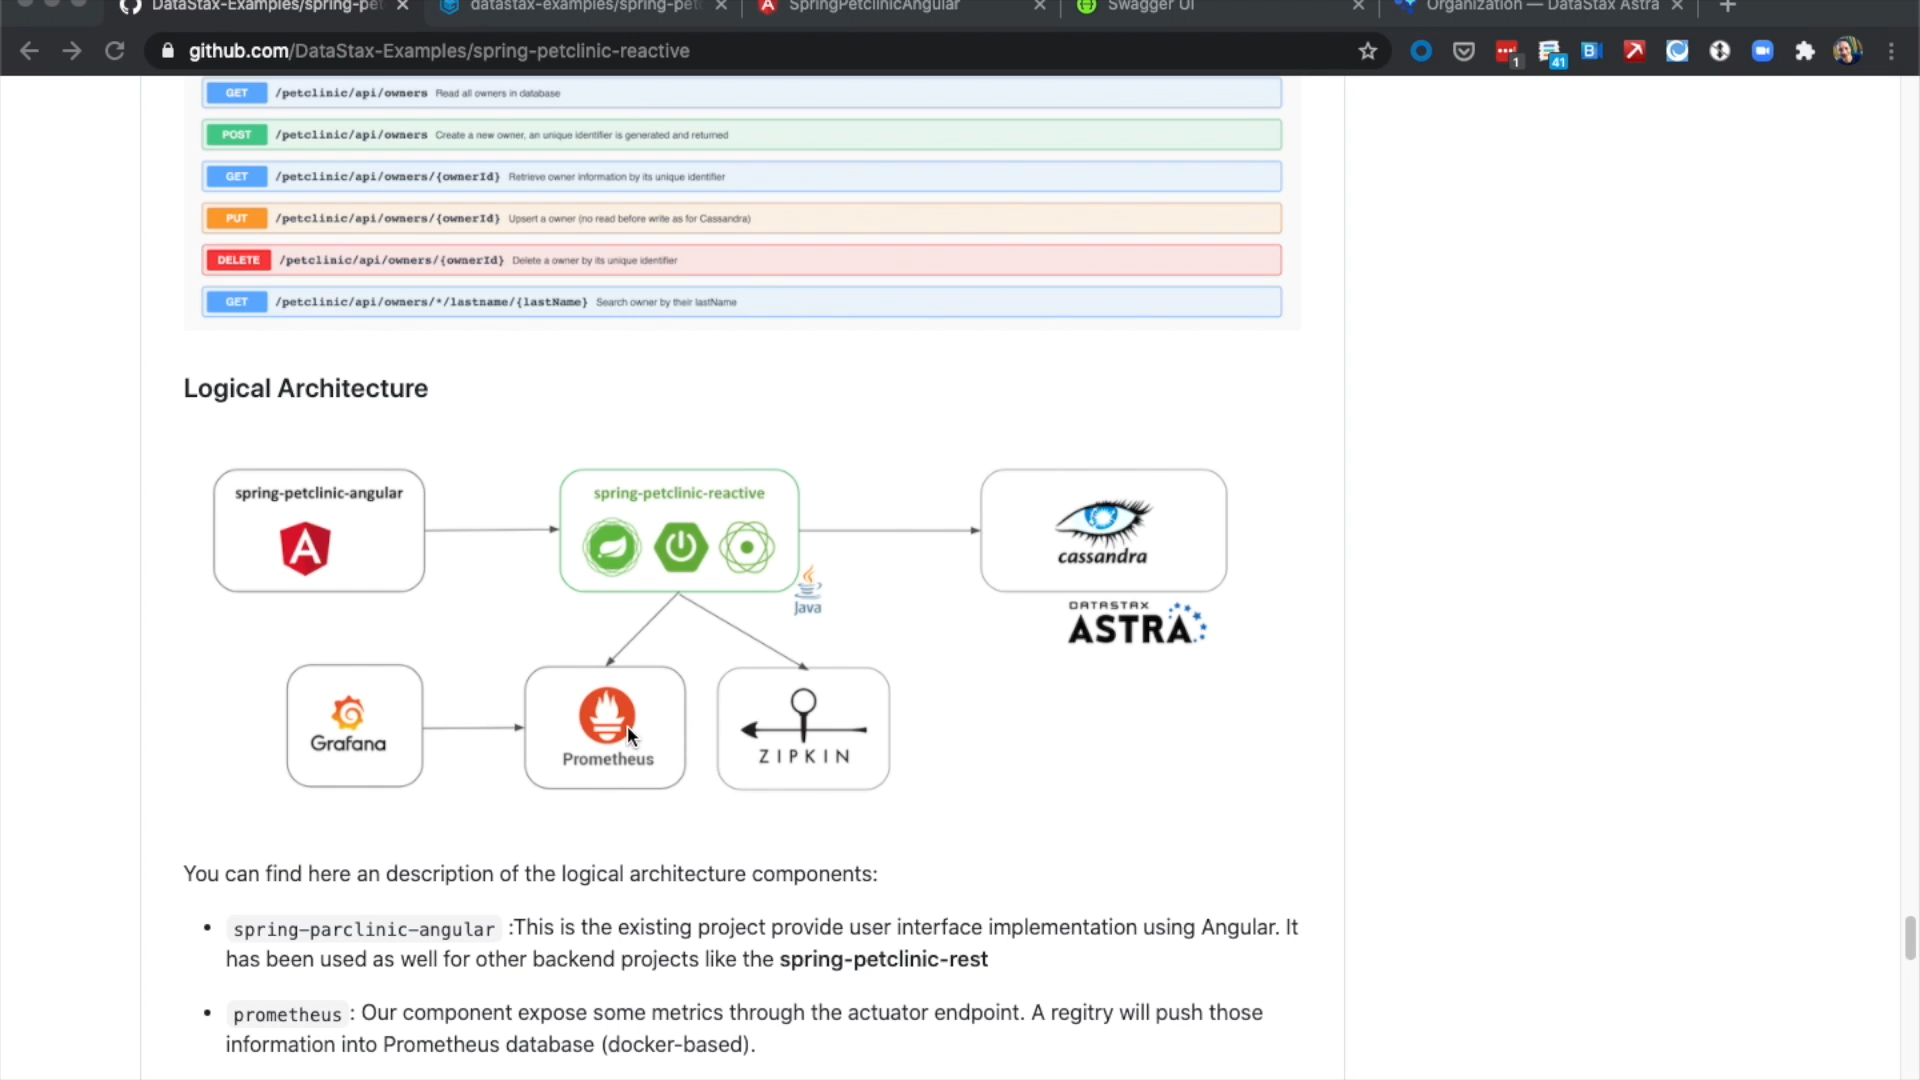 DataStax-Examples/spring-pet
datastax-examples/spring-petc
SpringPetclinicAngular
Swagger UI
Organization — DataStax Astra
github.com/DataStax-Examples/spring-petclinic-reactive
1
41
GET /petclinic/api/owners Read all owners in database
POST /petclinic/api/owners Create a new owner, an unique identifier is generated and returned
GET /petclinic/api/owners/{ownerId} Retrieve owner information by its unique identifier
PUT /petclinic/api/owners/{ownerId} Upsert a owner (no read before write as for Cassandra)
DELETE /petclinic/api/owners/{ownerId} Delete a owner by its unique identifier
GET /petclinic/api/owners/*/lastname/{lastName} Search owner by their lastName
Logical Architecture
spring-petclinic-angular
spring-petclinic-reactive
cassandra
Java
DATASTAX
ASTRA
Grafana
Prometheus
ZIPKIN
You can find here an description of the logical architecture components:
• spring-parclinic-angular :This is the existing project provide user interface implementation using Angular. It
has been used as well for other backend projects like the spring-petclinic-rest
• prometheus : Our component expose some metrics through the actuator endpoint. A regitry will push those
information into Prometheus database (docker-based).